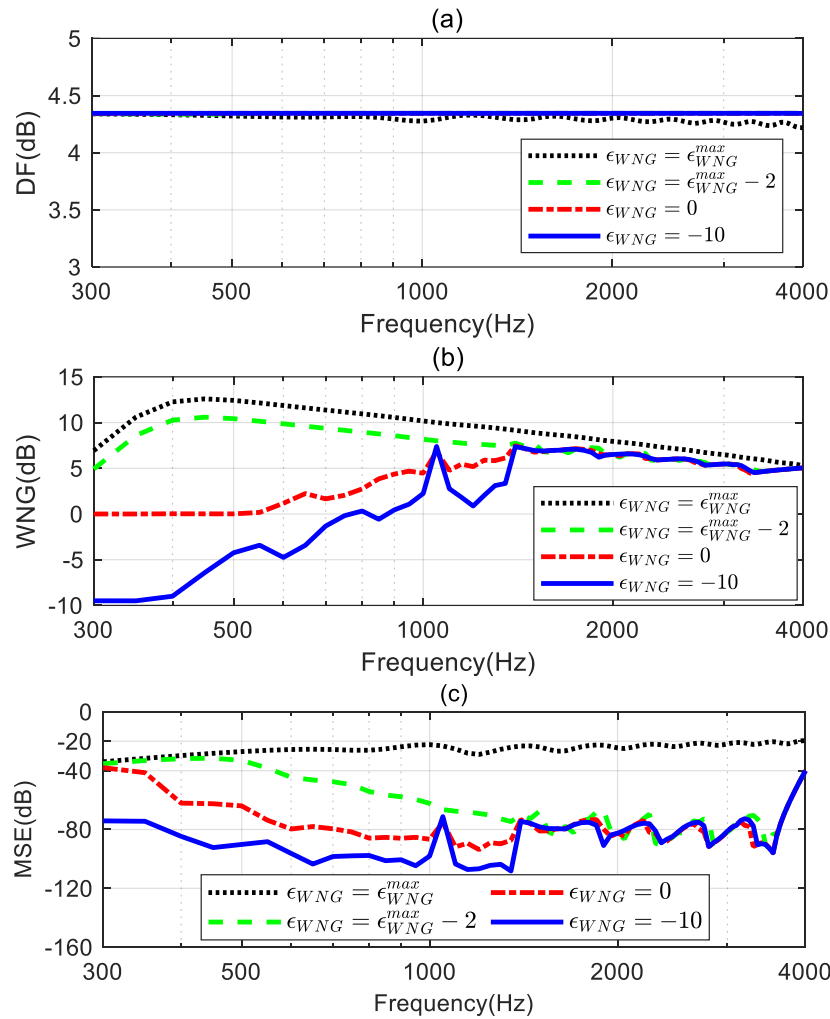 (a)
5
4.5
4
3.5
3
DF(dB)
ϵ_WNG = ϵ_WNG^max
ϵ_WNG = ϵ_WNG^max − 2
ϵ_WNG = 0
ϵ_WNG = −10
300 500 1000 2000 4000
Frequency(Hz)
(b)
15
10
5
0
-5
-10
WNG(dB)
ϵ_WNG = ϵ_WNG^max
ϵ_WNG = ϵ_WNG^max − 2
ϵ_WNG = 0
ϵ_WNG = −10
300 500 1000 2000 4000
Frequency(Hz)
(c)
0
-20
-40
-80
-120
-160
MSE(dB)
ϵ_WNG = ϵ_WNG^max ϵ_WNG = 0
ϵ_WNG = ϵ_WNG^max − 2 ϵ_WNG = −10
300 500 1000 2000 4000
Frequency(Hz)